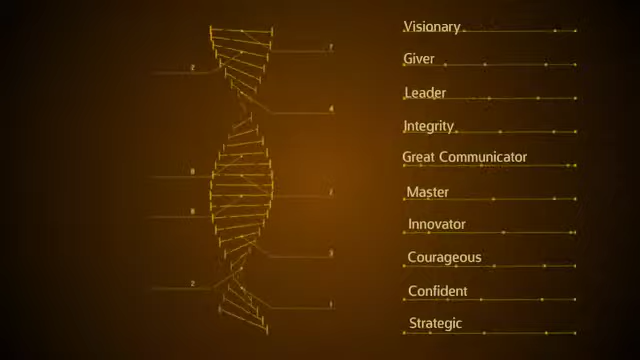 Visionary
Giver
Leader
Integrity
Great Communicator
Master
Innovator
Courageous
Confident
Strategic